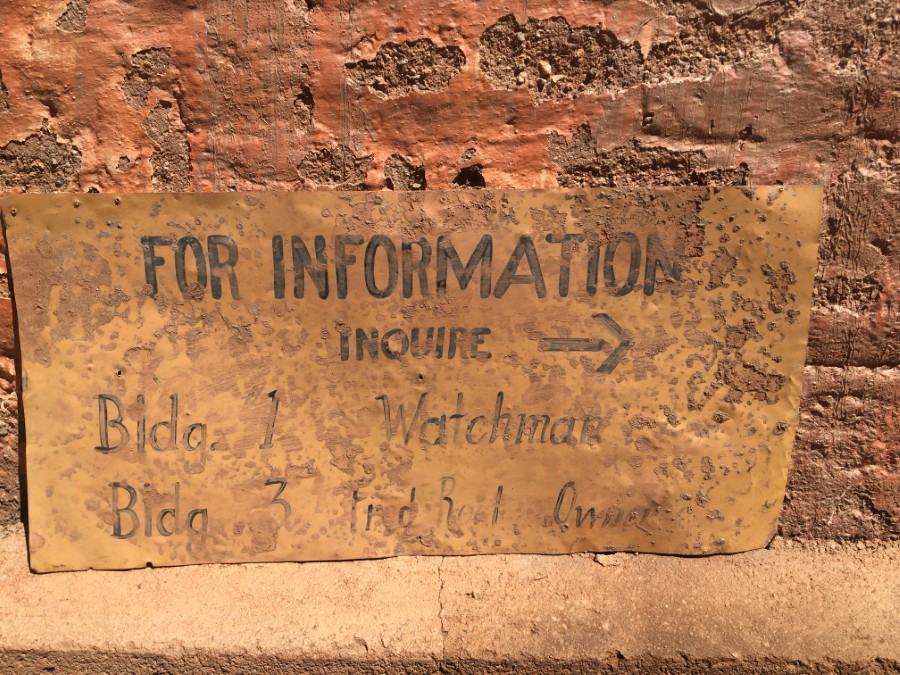 FOR INFORMATION
INQUIRE →
Bldg. #1 Watchman
Bldg. 3 Owner